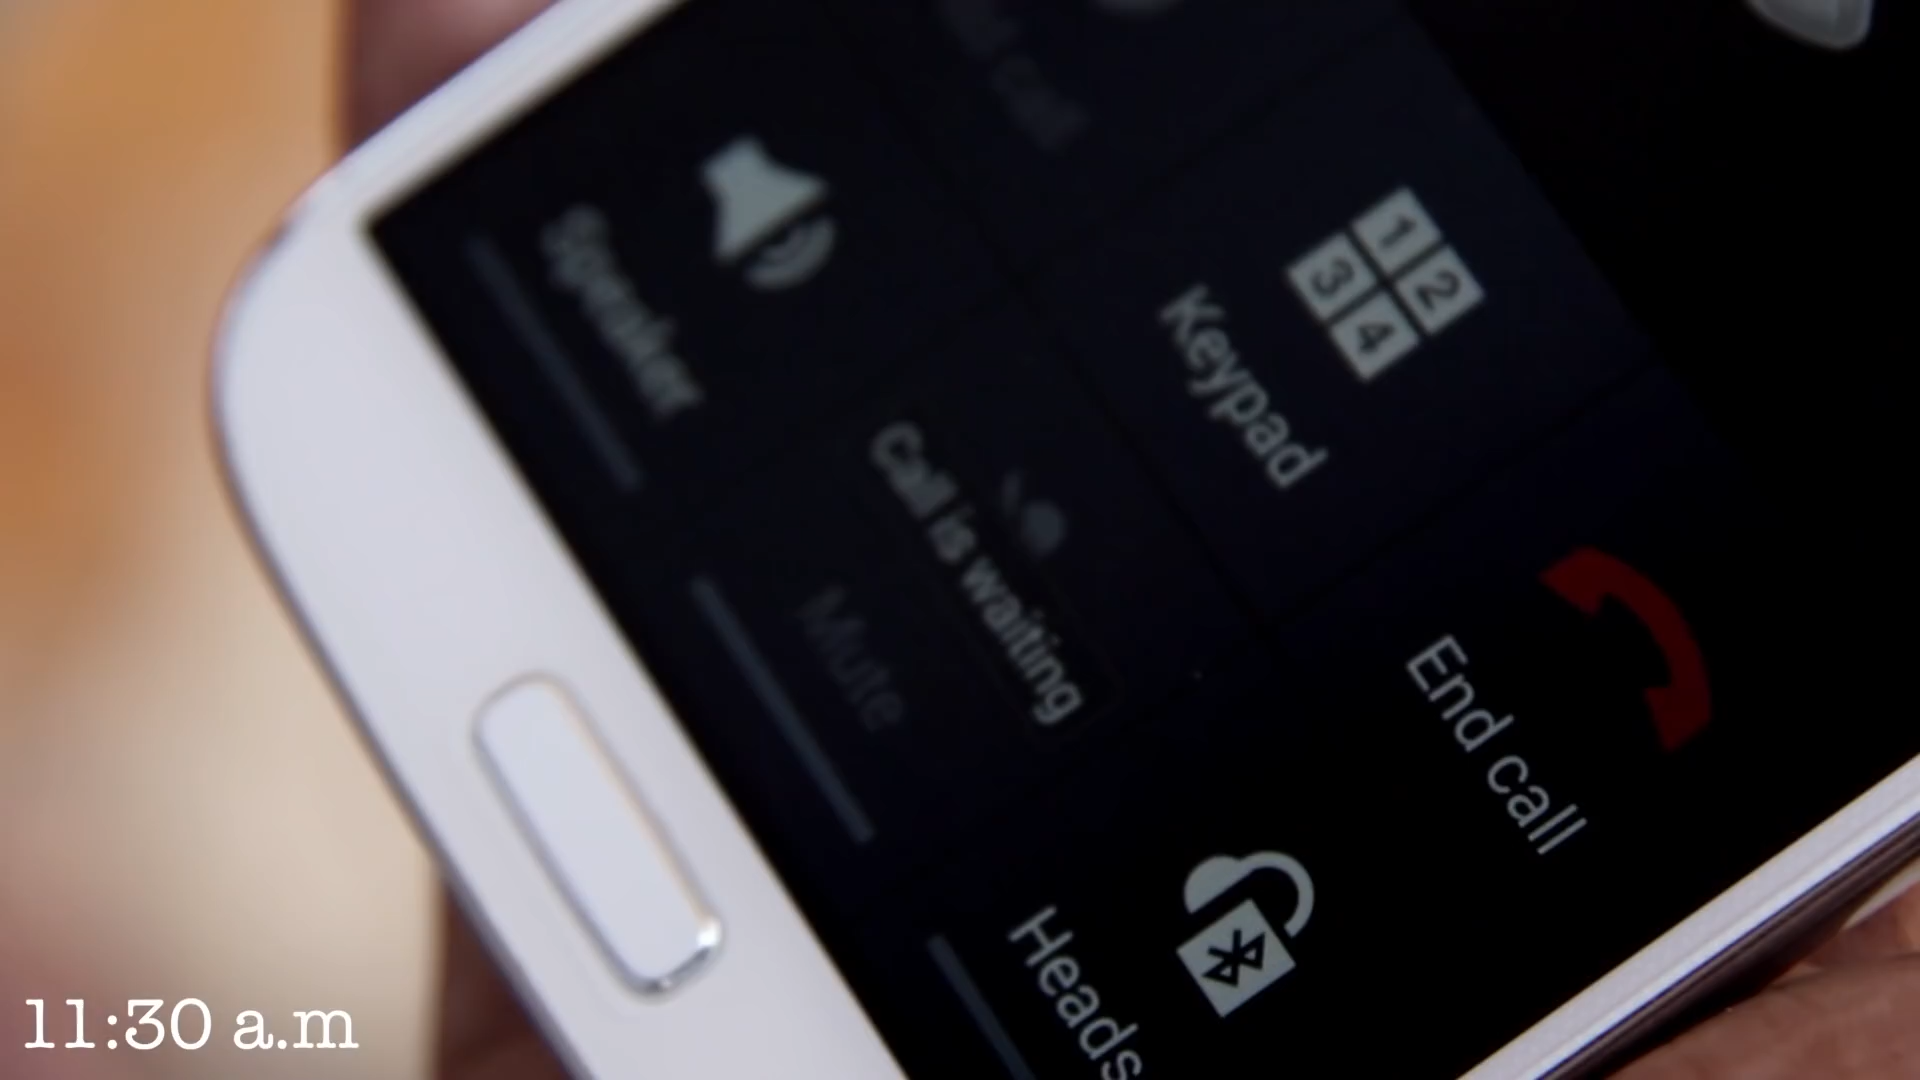 Speaker
Keypad
1 2
3 4
Call is waiting
Mute
End call
Heads
11:30 a.m